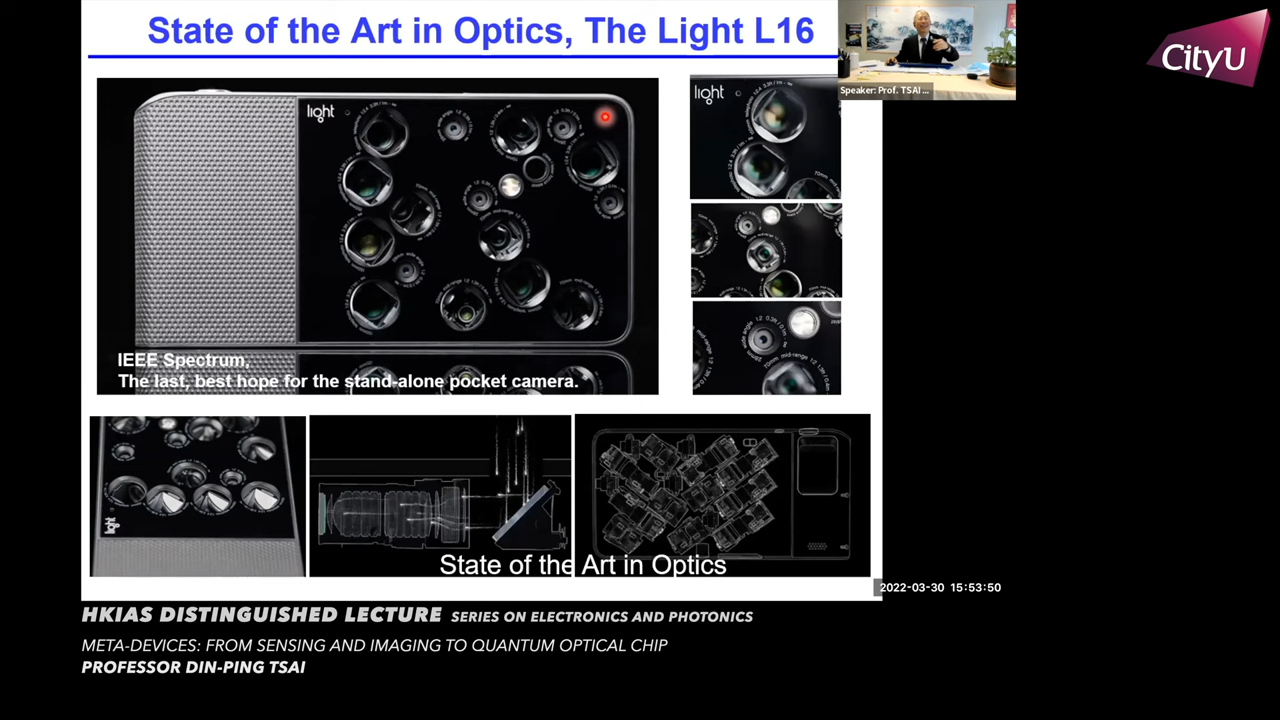 State of the Art in Optics, The Light L16
Speaker: Prof. TSAI ...
CityU
light
light
IEEE Spectrum,
The last, best hope for the stand-alone pocket camera.
light
State of the Art in Optics
2022-03-30 15:53:50
HKIAS DISTINGUISHED LECTURE SERIES ON ELECTRONICS AND PHOTONICS
META-DEVICES: FROM SENSING AND IMAGING TO QUANTUM OPTICAL CHIP
PROFESSOR DIN-PING TSAI